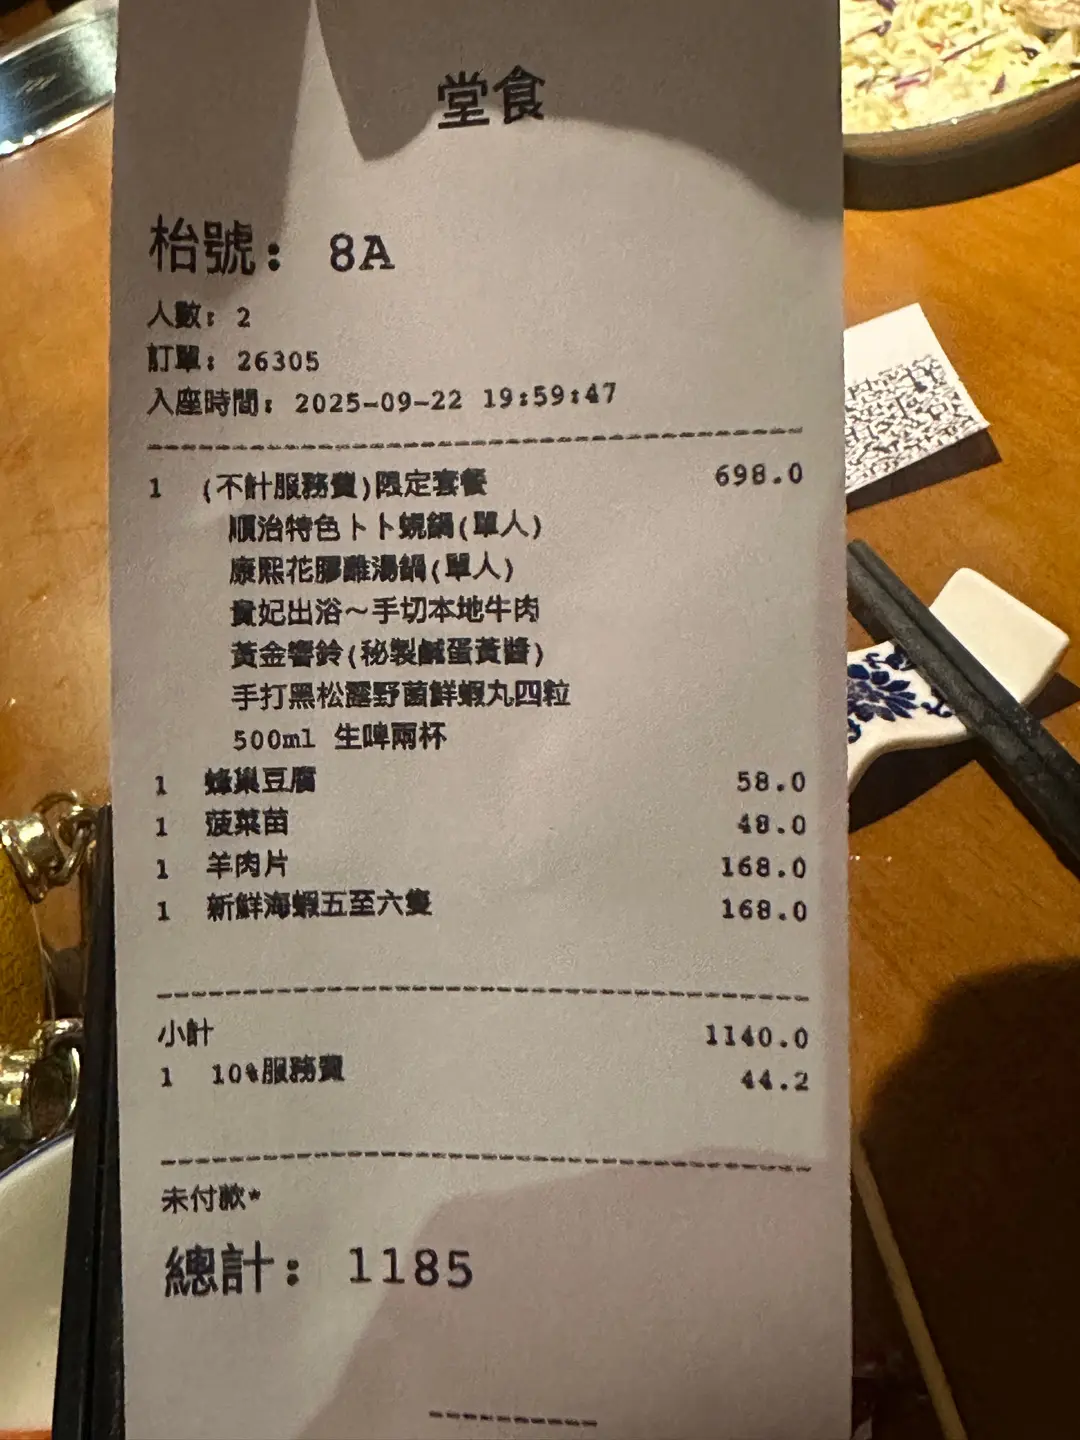 堂食
枱號: 8A
人數: 2
訂單: 26305
入座時間: 2025-09-22 19:59:47
1 (不計服務費)限定套餐 698.0
順治特色卜卜蜆鍋(單人)
康熙花膠雞湯鍋(單人)
貴妃出浴～手切本地牛肉
黃金響鈴(秘製鹹蛋黃醬)
手打黑松露野菌鮮蝦丸四粒
500ml 生啤兩杯
1 蜂巢豆腐 58.0
1 菠菜苗 48.0
1 羊肉片 168.0
1 新鮮海蝦五至六隻 168.0
小計 1140.0
1 10%服務費 44.2
未付款*
總計: 1185